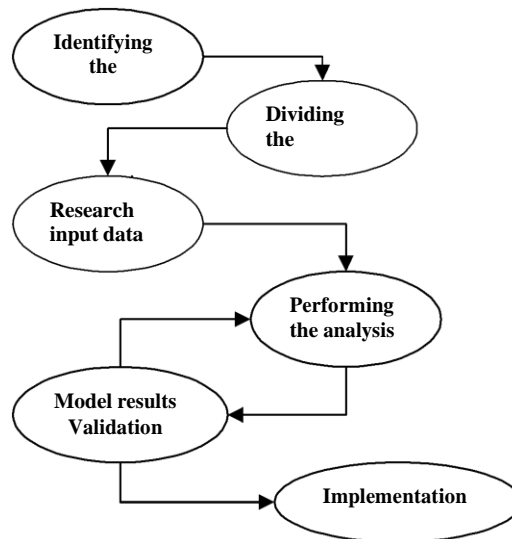 Identifying
the
Dividing
the
Research
input data
Performing
the analysis
Model results
Validation
Implementation